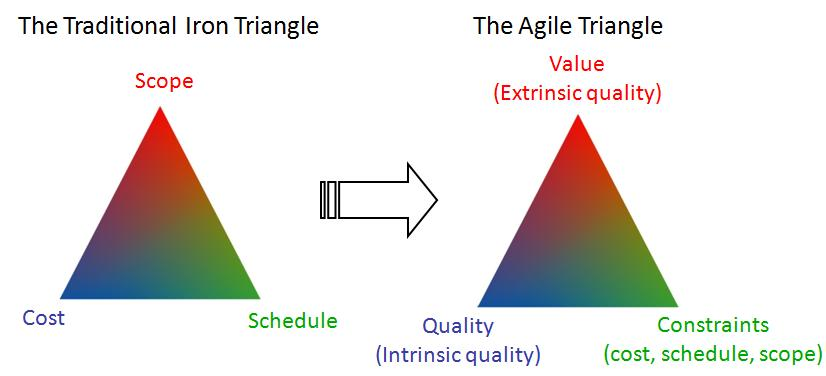 The Traditional Iron Triangle
Scope
Cost
Schedule
The Agile Triangle
Value
(Extrinsic quality)
Quality
(Intrinsic quality)
Constraints
(cost, schedule, scope)